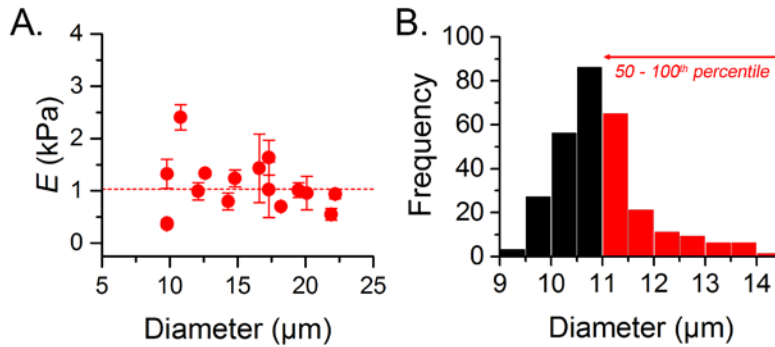 A.
4
3
2
1
0
E (kPa)
5 10 15 20 25
Diameter (µm)
B.
100
80
60
40
20
0
Frequency
50 - 100th percentile
9 10 11 12 13 14
Diameter (µm)